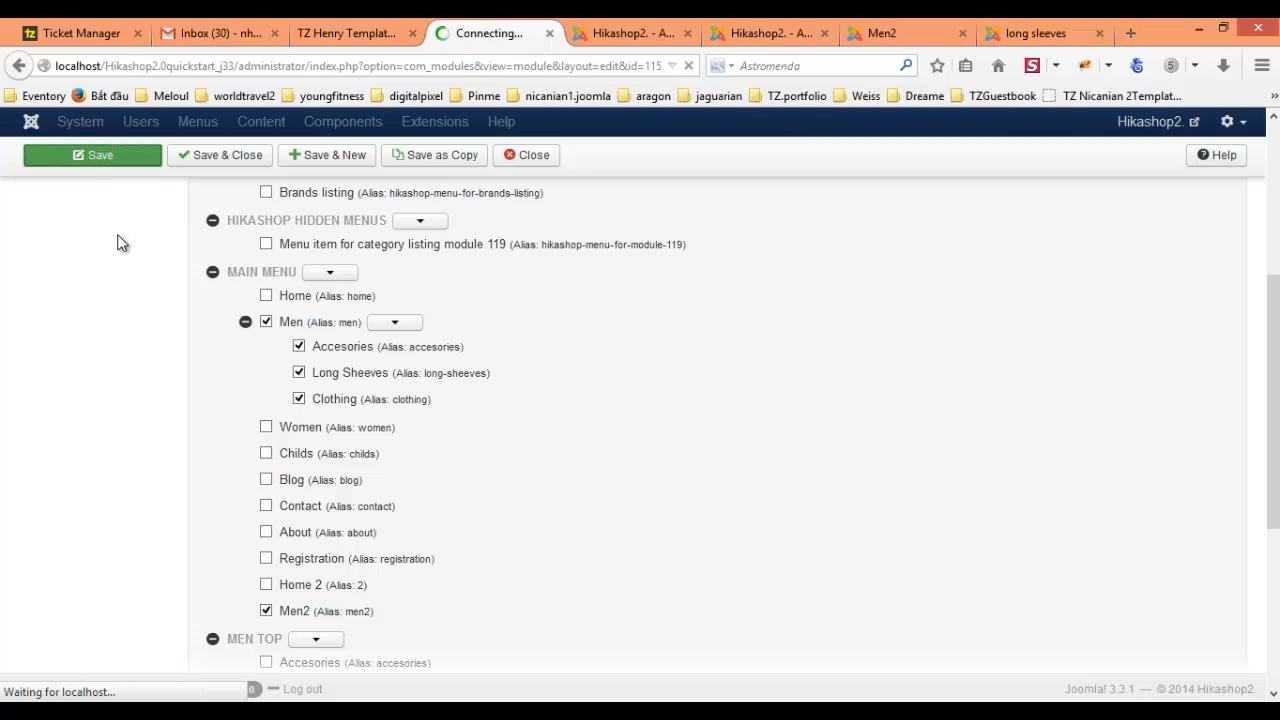 Ticket Manager
Inbox (30) - nh...
TZ Henry Templat...
Connecting...
Hikashop2. - A...
Hikashop2. - A...
Men2
long sleeves
localhost/Hikashop2.0quickstart_j33/administrator/index.php?option=com_modules&view=module&layout=edit&id=115
Astromenda
Eventory
Bắt đầu
Meloul
worldtravel2
youngfitness
digitalpixel
Pinme
nicanian1.joomla
aragon
jaguarian
TZ.portfolio
Weiss
Dreame
TZGuestbook
TZ Nicanian 2Templat...
System Users Menus Content Components Extensions Help
Hikashop2.
Save
Save & Close
Save & New
Save as Copy
Close
Help
Brands listing (Alias: hikashop-menu-for-brands-listing)
HIKASHOP HIDDEN MENUS
Menu item for category listing module 119 (Alias: hikashop-menu-for-module-119)
MAIN MENU
Home (Alias: home)
Men (Alias: men)
Accesories (Alias: accesories)
Long Sheeves (Alias: long-sheeves)
Clothing (Alias: clothing)
Women (Alias: women)
Childs (Alias: childs)
Blog (Alias: blog)
Contact (Alias: contact)
About (Alias: about)
Registration (Alias: registration)
Home 2 (Alias: 2)
Men2 (Alias: men2)
MEN TOP
Accesories (Alias: accesories)
Waiting for localhost...
0
Log out
Joomla! 3.3.1 — © 2014 Hikashop2.